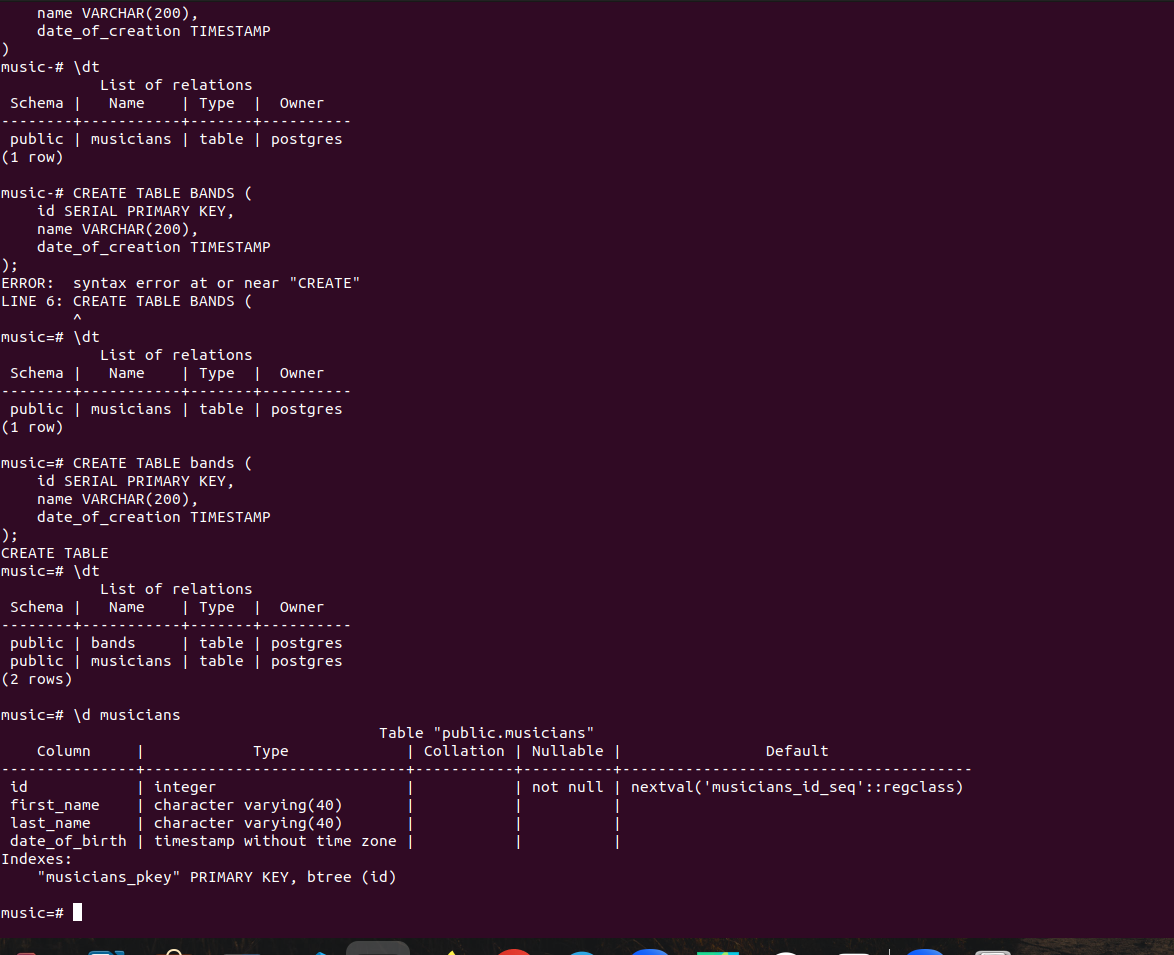 name VARCHAR(200),
    date_of_creation TIMESTAMP
)
music-# \dt
           List of relations
 Schema |   Name    | Type  |  Owner
--------+-----------+-------+----------
 public | musicians | table | postgres
(1 row)

music-# CREATE TABLE BANDS (
    id SERIAL PRIMARY KEY,
    name VARCHAR(200),
    date_of_creation TIMESTAMP
);
ERROR:  syntax error at or near "CREATE"
LINE 6: CREATE TABLE BANDS (
        ^
music=# \dt
           List of relations
 Schema |   Name    | Type  |  Owner
--------+-----------+-------+----------
 public | musicians | table | postgres
(1 row)

music=# CREATE TABLE bands (
    id SERIAL PRIMARY KEY,
    name VARCHAR(200),
    date_of_creation TIMESTAMP
);
CREATE TABLE
music=# \dt
           List of relations
 Schema |   Name    | Type  |  Owner
--------+-----------+-------+----------
 public | bands     | table | postgres
 public | musicians | table | postgres
(2 rows)

music=# \d musicians
                                          Table "public.musicians"
    Column     |            Type             | Collation | Nullable |                Default
---------------+-----------------------------+-----------+----------+---------------------------------------
 id            | integer                     |           | not null | nextval('musicians_id_seq'::regclass)
 first_name    | character varying(40)       |           |          |
 last_name     | character varying(40)       |           |          |
 date_of_birth | timestamp without time zone |           |          |
Indexes:
    "musicians_pkey" PRIMARY KEY, btree (id)

music=#